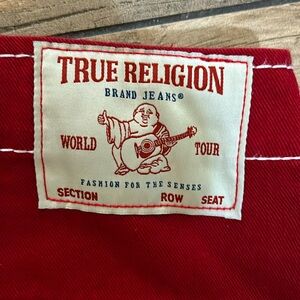 TRUE RELIGION
BRAND JEANS®
WORLD TOUR
FASHION FOR THE SENSES
SECTION ROW SEAT